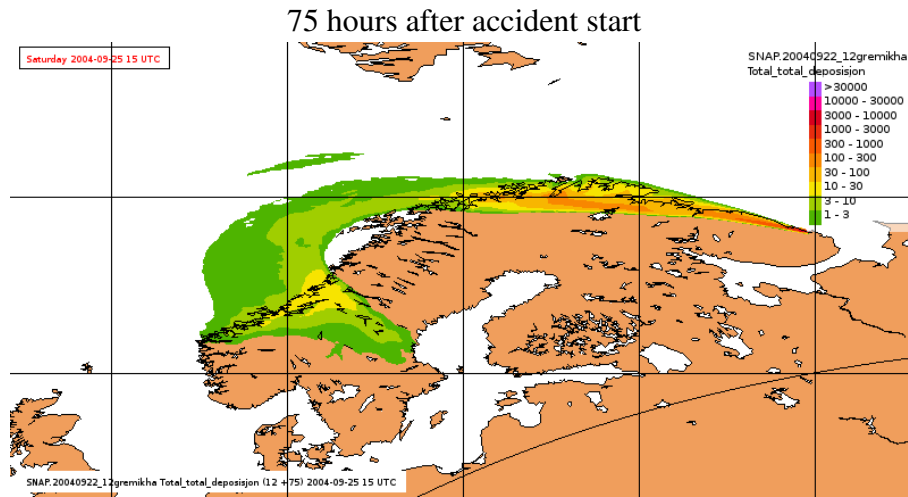 75 hours after accident start
Saturday 2004-09-25 15 UTC
SNAP.20040922_12gremikha
Total_total_deposisjon
>30000
10000 - 30000
3000 - 10000
1000 - 3000
300 - 1000
100 - 300
30 - 100
10 - 30
3 - 10
1 - 3
SNAP.20040922_12gremikha Total_total_deposisjon (12 +75) 2004-09-25 15 UTC